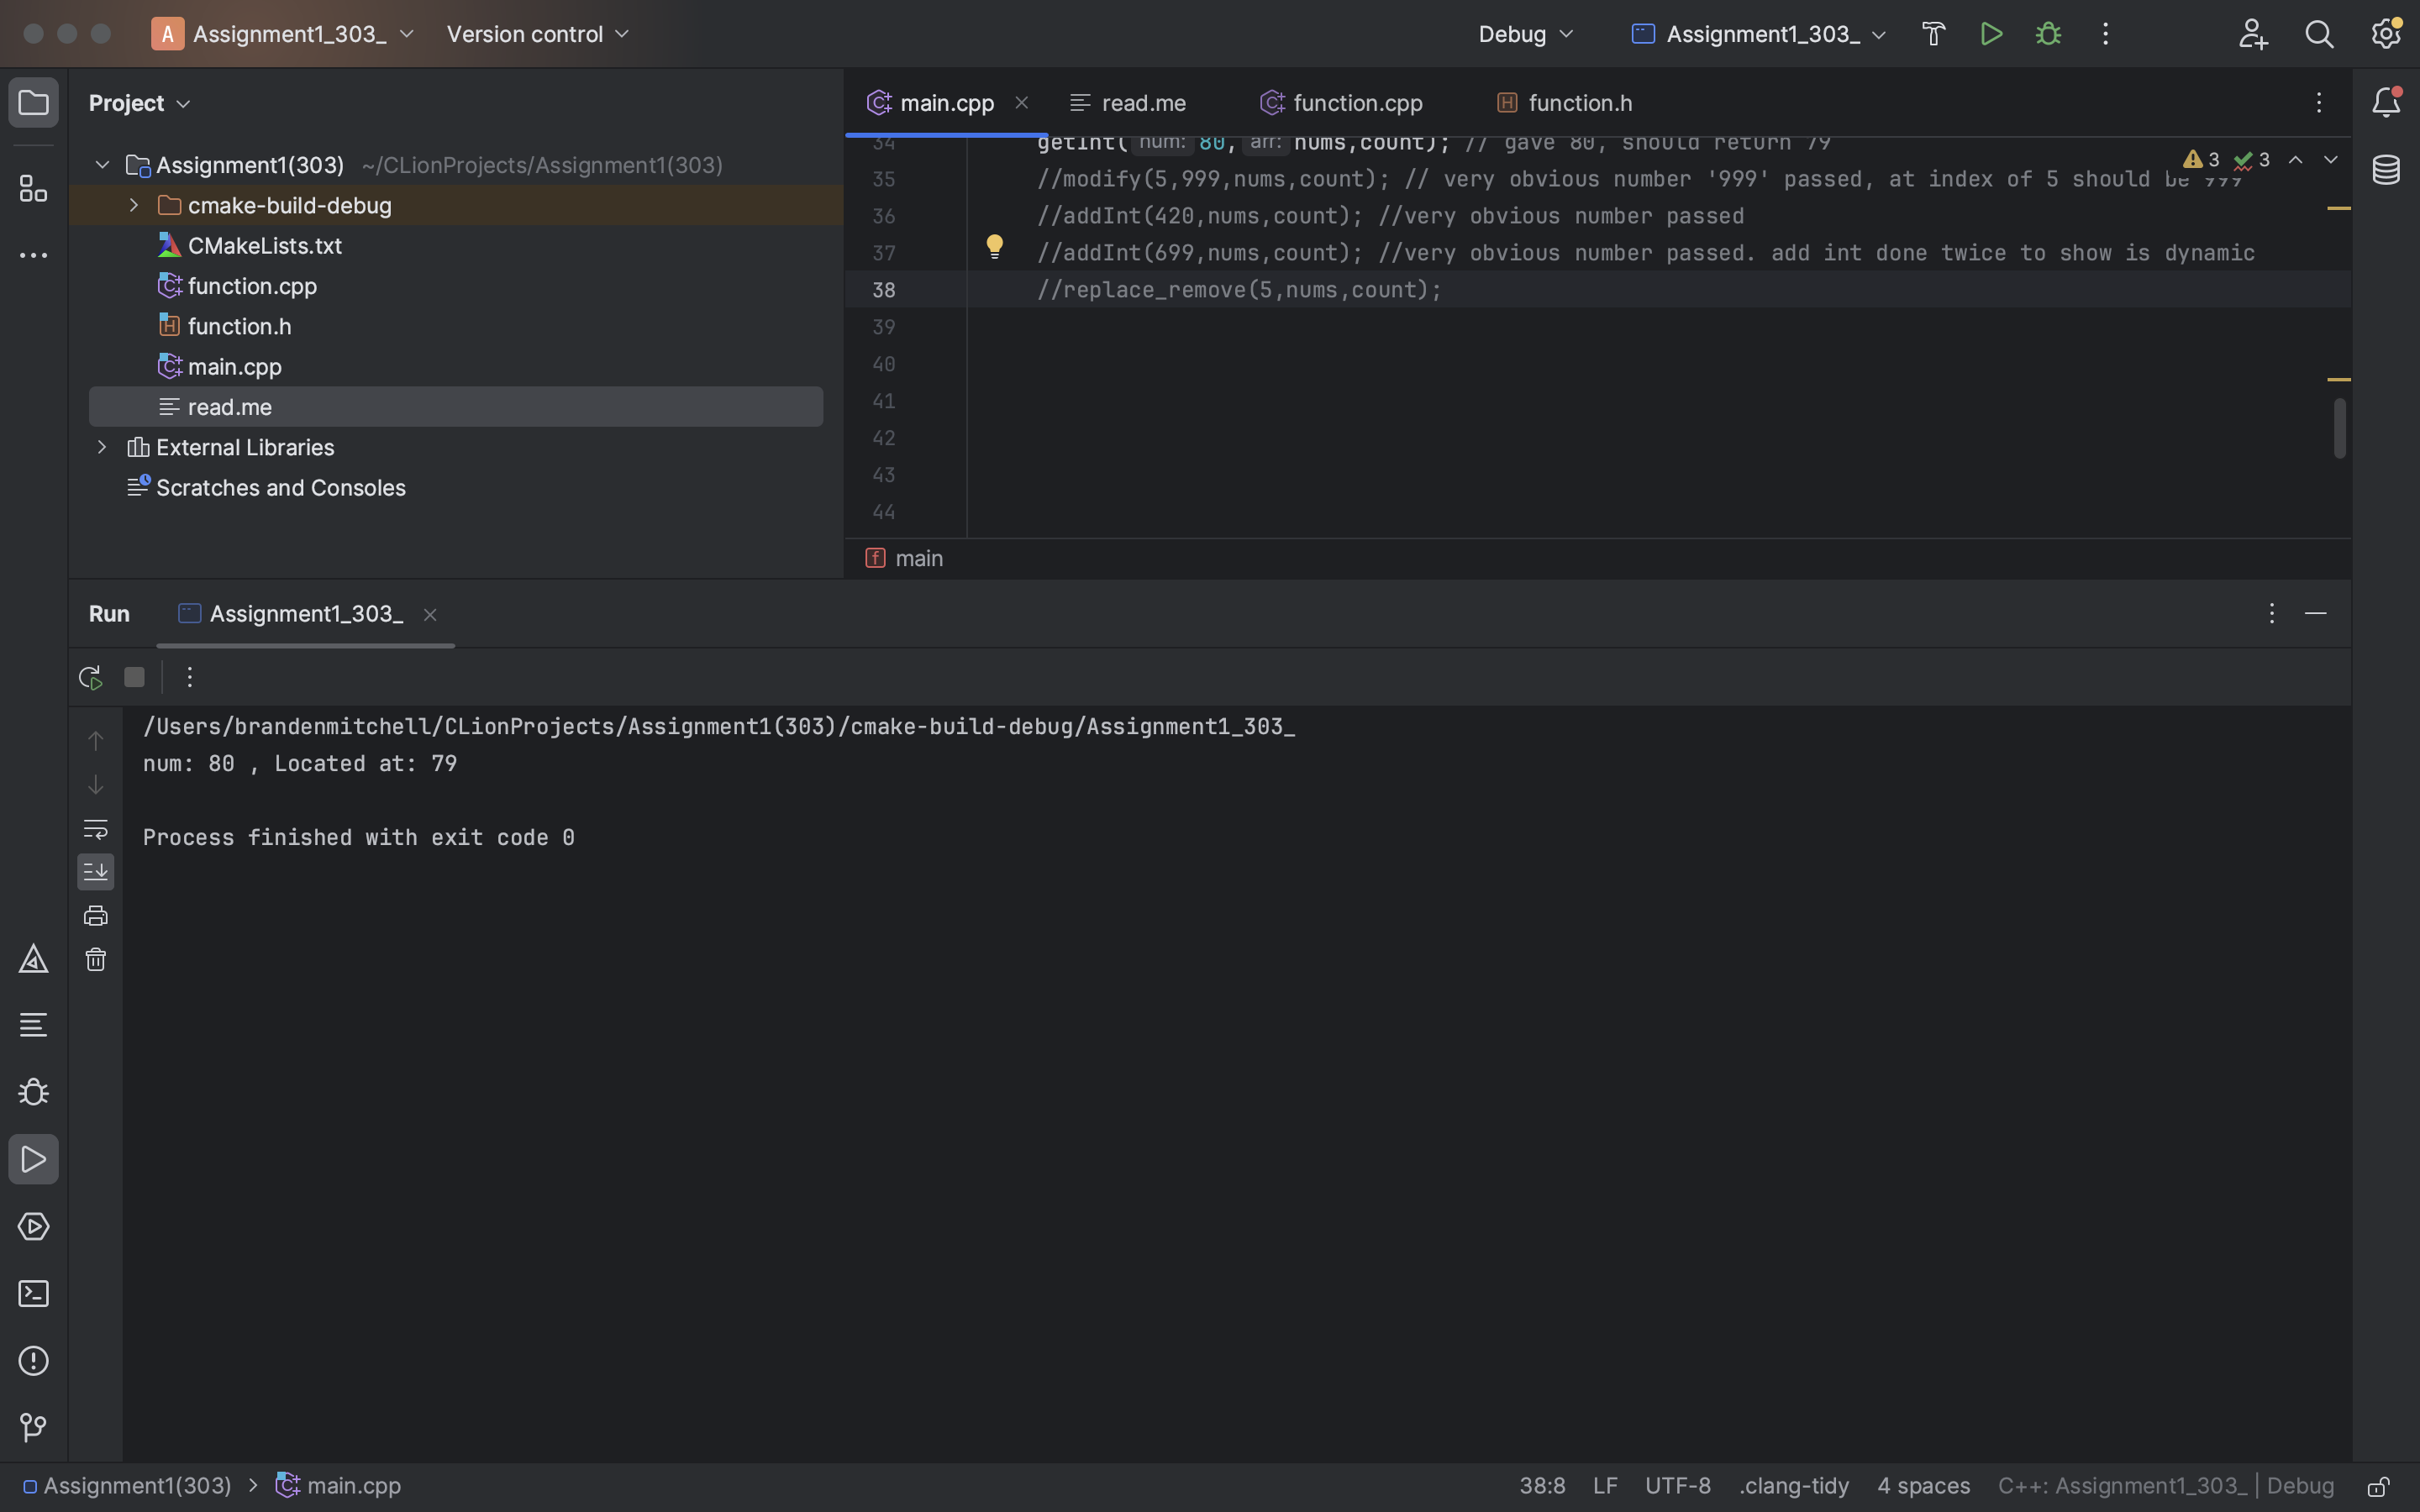 A Assignment1_303_ Version control Debug Assignment1_303_
Project
Assignment1(303) ~/CLionProjects/Assignment1(303)
cmake-build-debug
CMakeLists.txt
function.cpp
function.h
main.cpp
read.me
External Libraries
Scratches and Consoles
main.cpp read.me function.cpp function.h
34 getInt( num: 80, arr: nums,count); // gave 80, should return 79
3 3
35 //modify(5,999,nums,count); // very obvious number '999' passed, at index of 5 should be 999
36 //addInt(420,nums,count); //very obvious number passed
37 //addInt(699,nums,count); //very obvious number passed. add int done twice to show is dynamic
38 //replace_remove(5,nums,count);
39
40
41
42
43
44
f main
Run Assignment1_303_
/Users/brandenmitchell/CLionProjects/Assignment1(303)/cmake-build-debug/Assignment1_303_
num: 80 , Located at: 79
Process finished with exit code 0
Assignment1(303) > main.cpp 38:8 LF UTF-8 .clang-tidy 4 spaces C++: Assignment1_303_ | Debug